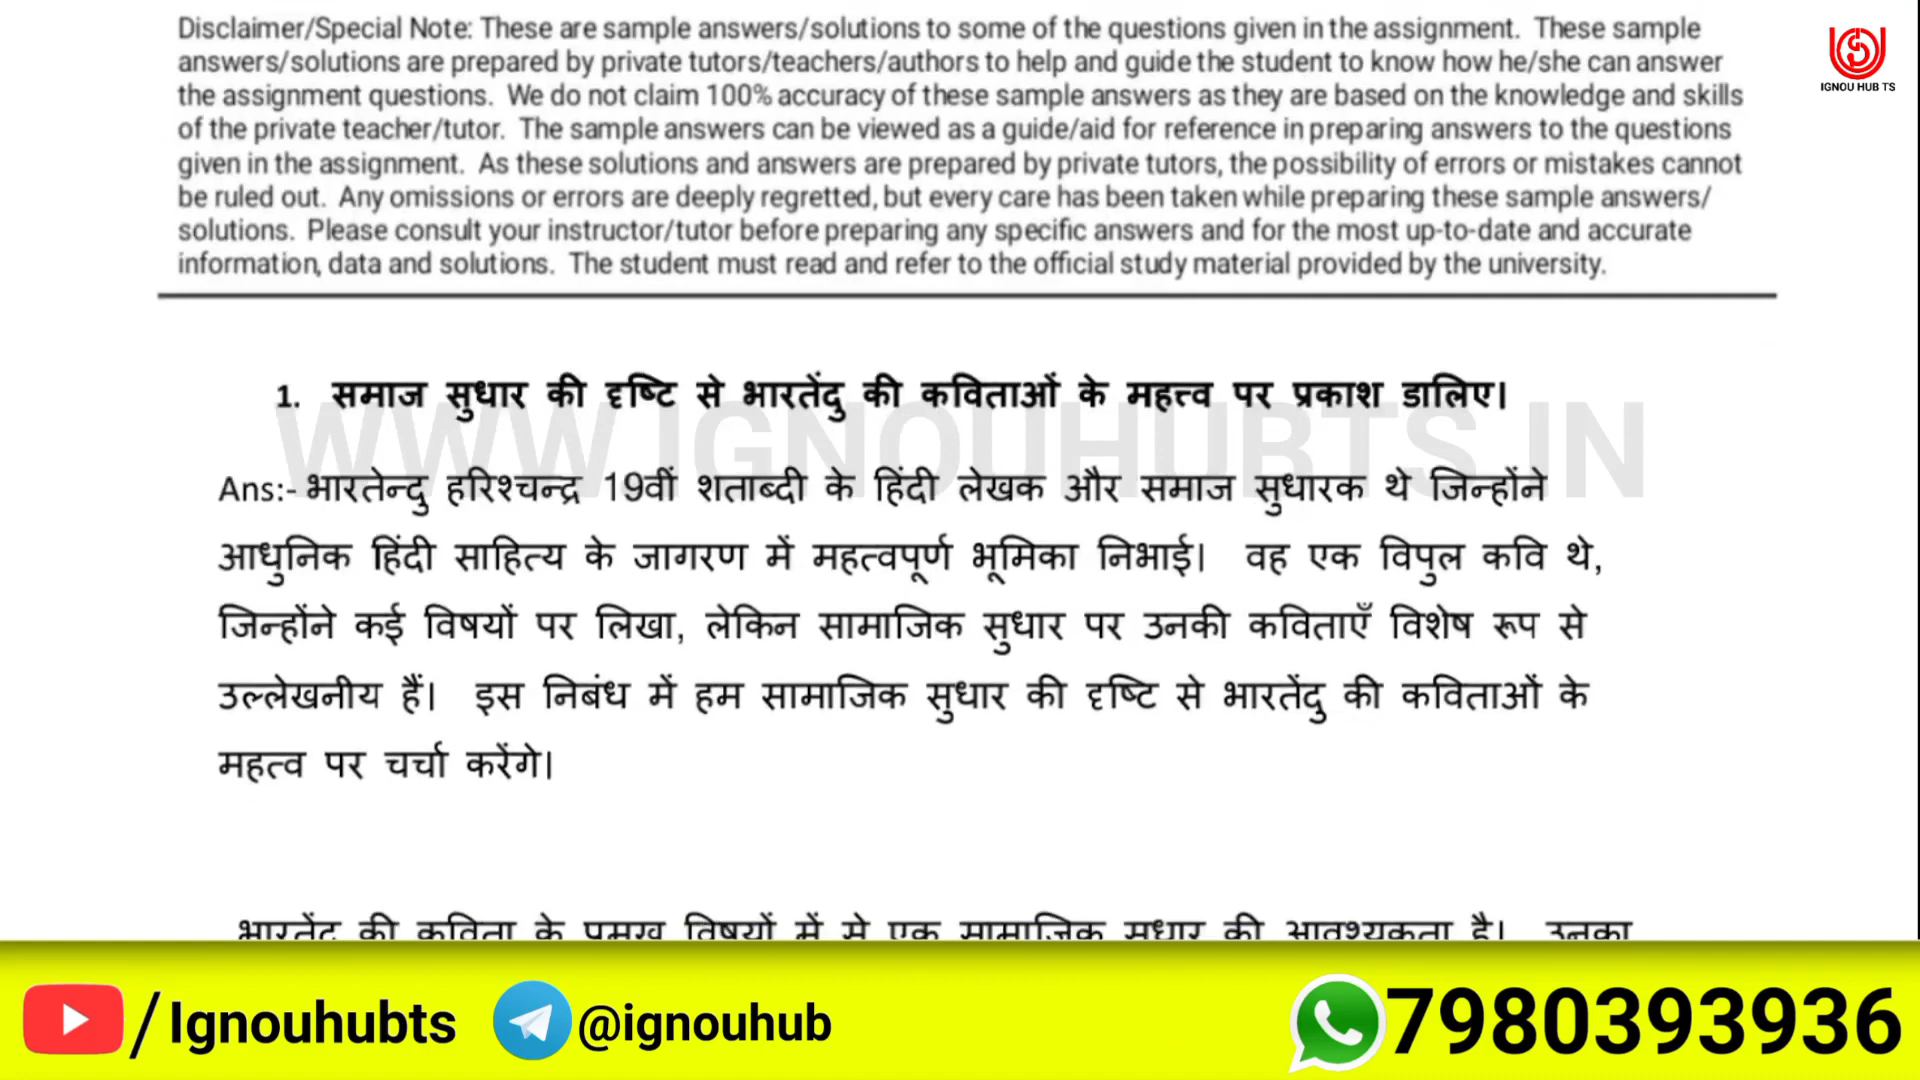 Disclaimer/Special Note: These are sample answers/solutions to some of the questions given in the assignment. These sample
answers/solutions are prepared by private tutors/teachers/authors to help and guide the student to know how he/she can answer
the assignment questions. We do not claim 100% accuracy of these sample answers as they are based on the knowledge and skills
of the private teacher/tutor. The sample answers can be viewed as a guide/aid for reference in preparing answers to the questions
given in the assignment. As these solutions and answers are prepared by private tutors, the possibility of errors or mistakes cannot
be ruled out. Any omissions or errors are deeply regretted, but every care has been taken while preparing these sample answers/
solutions. Please consult your instructor/tutor before preparing any specific answers and for the most up-to-date and accurate
information, data and solutions. The student must read and refer to the official study material provided by the university.
IGNOU HUB TS
1. समाज सुधार की दृष्टि से भारतेंदु की कविताओं के महत्त्व पर प्रकाश डालिए।
WWW.IGNOUHUBTS.IN
Ans:- भारतेन्दु हरिश्चन्द्र 19वीं शताब्दी के हिंदी लेखक और समाज सुधारक थे जिन्होंने
आधुनिक हिंदी साहित्य के जागरण में महत्वपूर्ण भूमिका निभाई। वह एक विपुल कवि थे,
जिन्होंने कई विषयों पर लिखा, लेकिन सामाजिक सुधार पर उनकी कविताएँ विशेष रूप से
उल्लेखनीय हैं। इस निबंध में हम सामाजिक सुधार की दृष्टि से भारतेंदु की कविताओं के
महत्व पर चर्चा करेंगे।
भारतेंदु की कविता के प्रमुख विषयों में से एक सामाजिक सुधार की आवश्यकता है। उनका
/Ignouhubts @ignouhub 7980393936